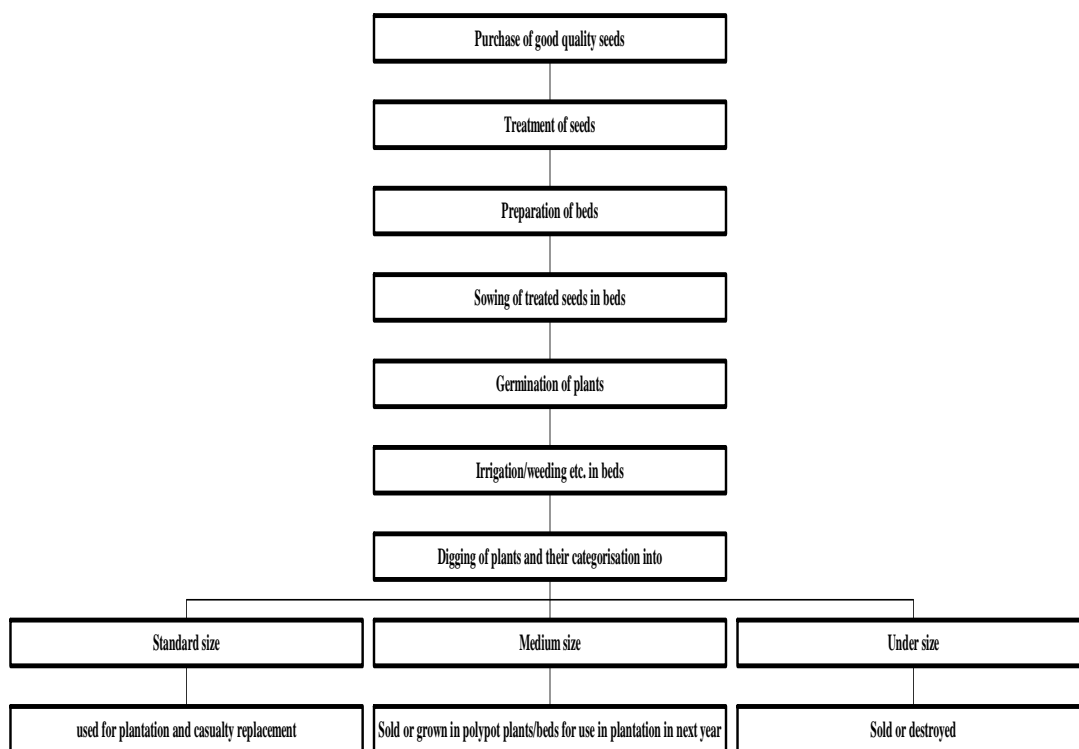 Purchase of good quality seeds
Treatment of seeds
Preparation of beds
Sowing of treated seeds in beds
Germination of plants
Irrigation/weeding etc. in beds
Digging of plants and their categorisation into
Standard size
Medium size
Under size
used for plantation and casualty replacement
Sold or grown in polypot plants/beds for use in plantation in next year
Sold or destroyed